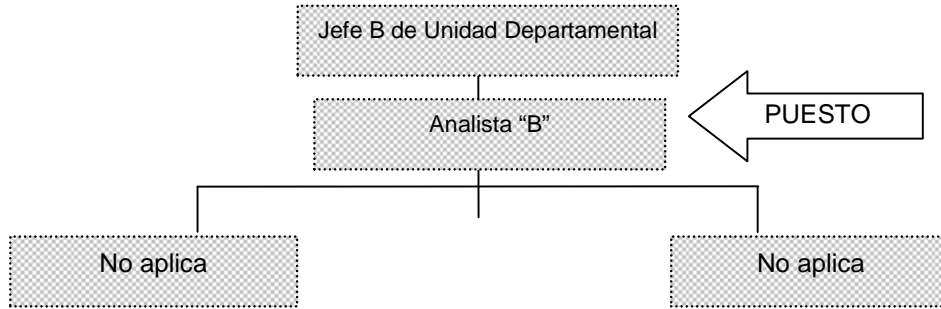 Jefe B de Unidad Departamental
Analista “B”
PUESTO
No aplica
No aplica